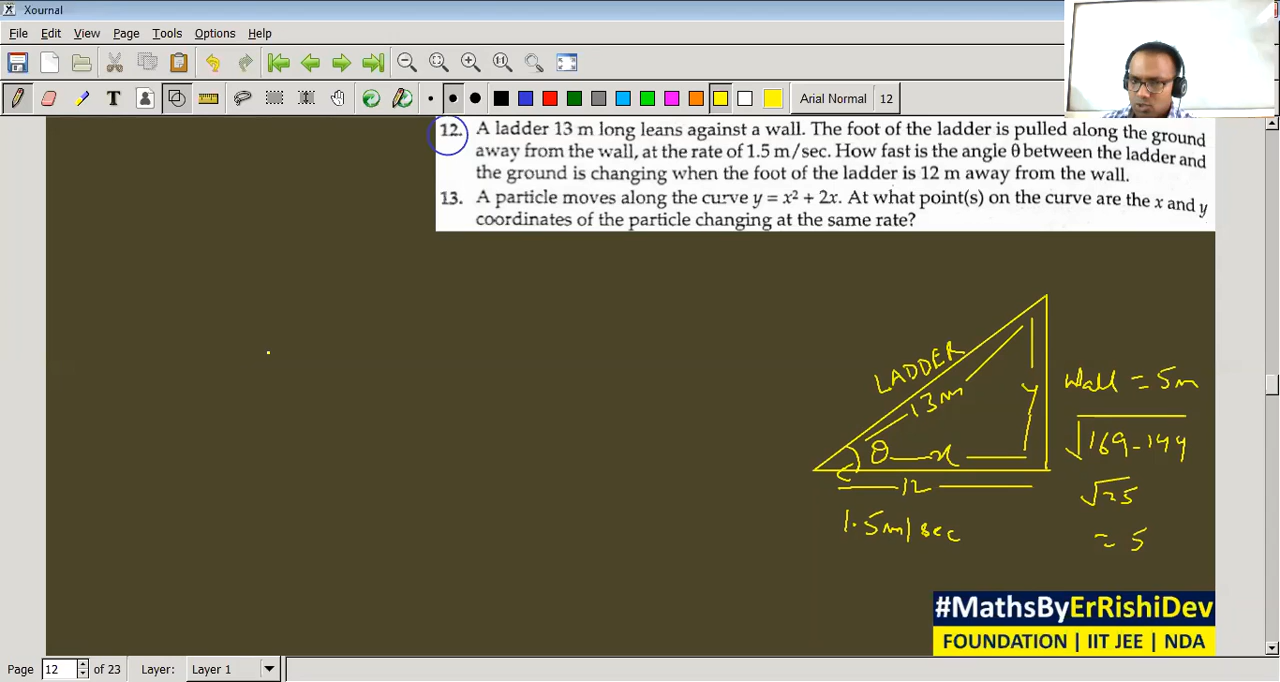 Xournal
File Edit View Page Tools Options Help
Arial Normal 12
12. A ladder 13 m long leans against a wall. The foot of the ladder is pulled along the ground
away from the wall, at the rate of 1.5 m/sec. How fast is the angle θ between the ladder and
the ground is changing when the foot of the ladder is 12 m away from the wall.
13. A particle moves along the curve y = x² + 2x. At what point(s) on the curve are the x and y
coordinates of the particle changing at the same rate?
LADDER
13m
y
Wall = 5m
θ
x
√169-144
12
√25
1.5m/sec
= 5
#MathsByErRishiDev
FOUNDATION | IIT JEE | NDA
Page 12 of 23 Layer: Layer 1